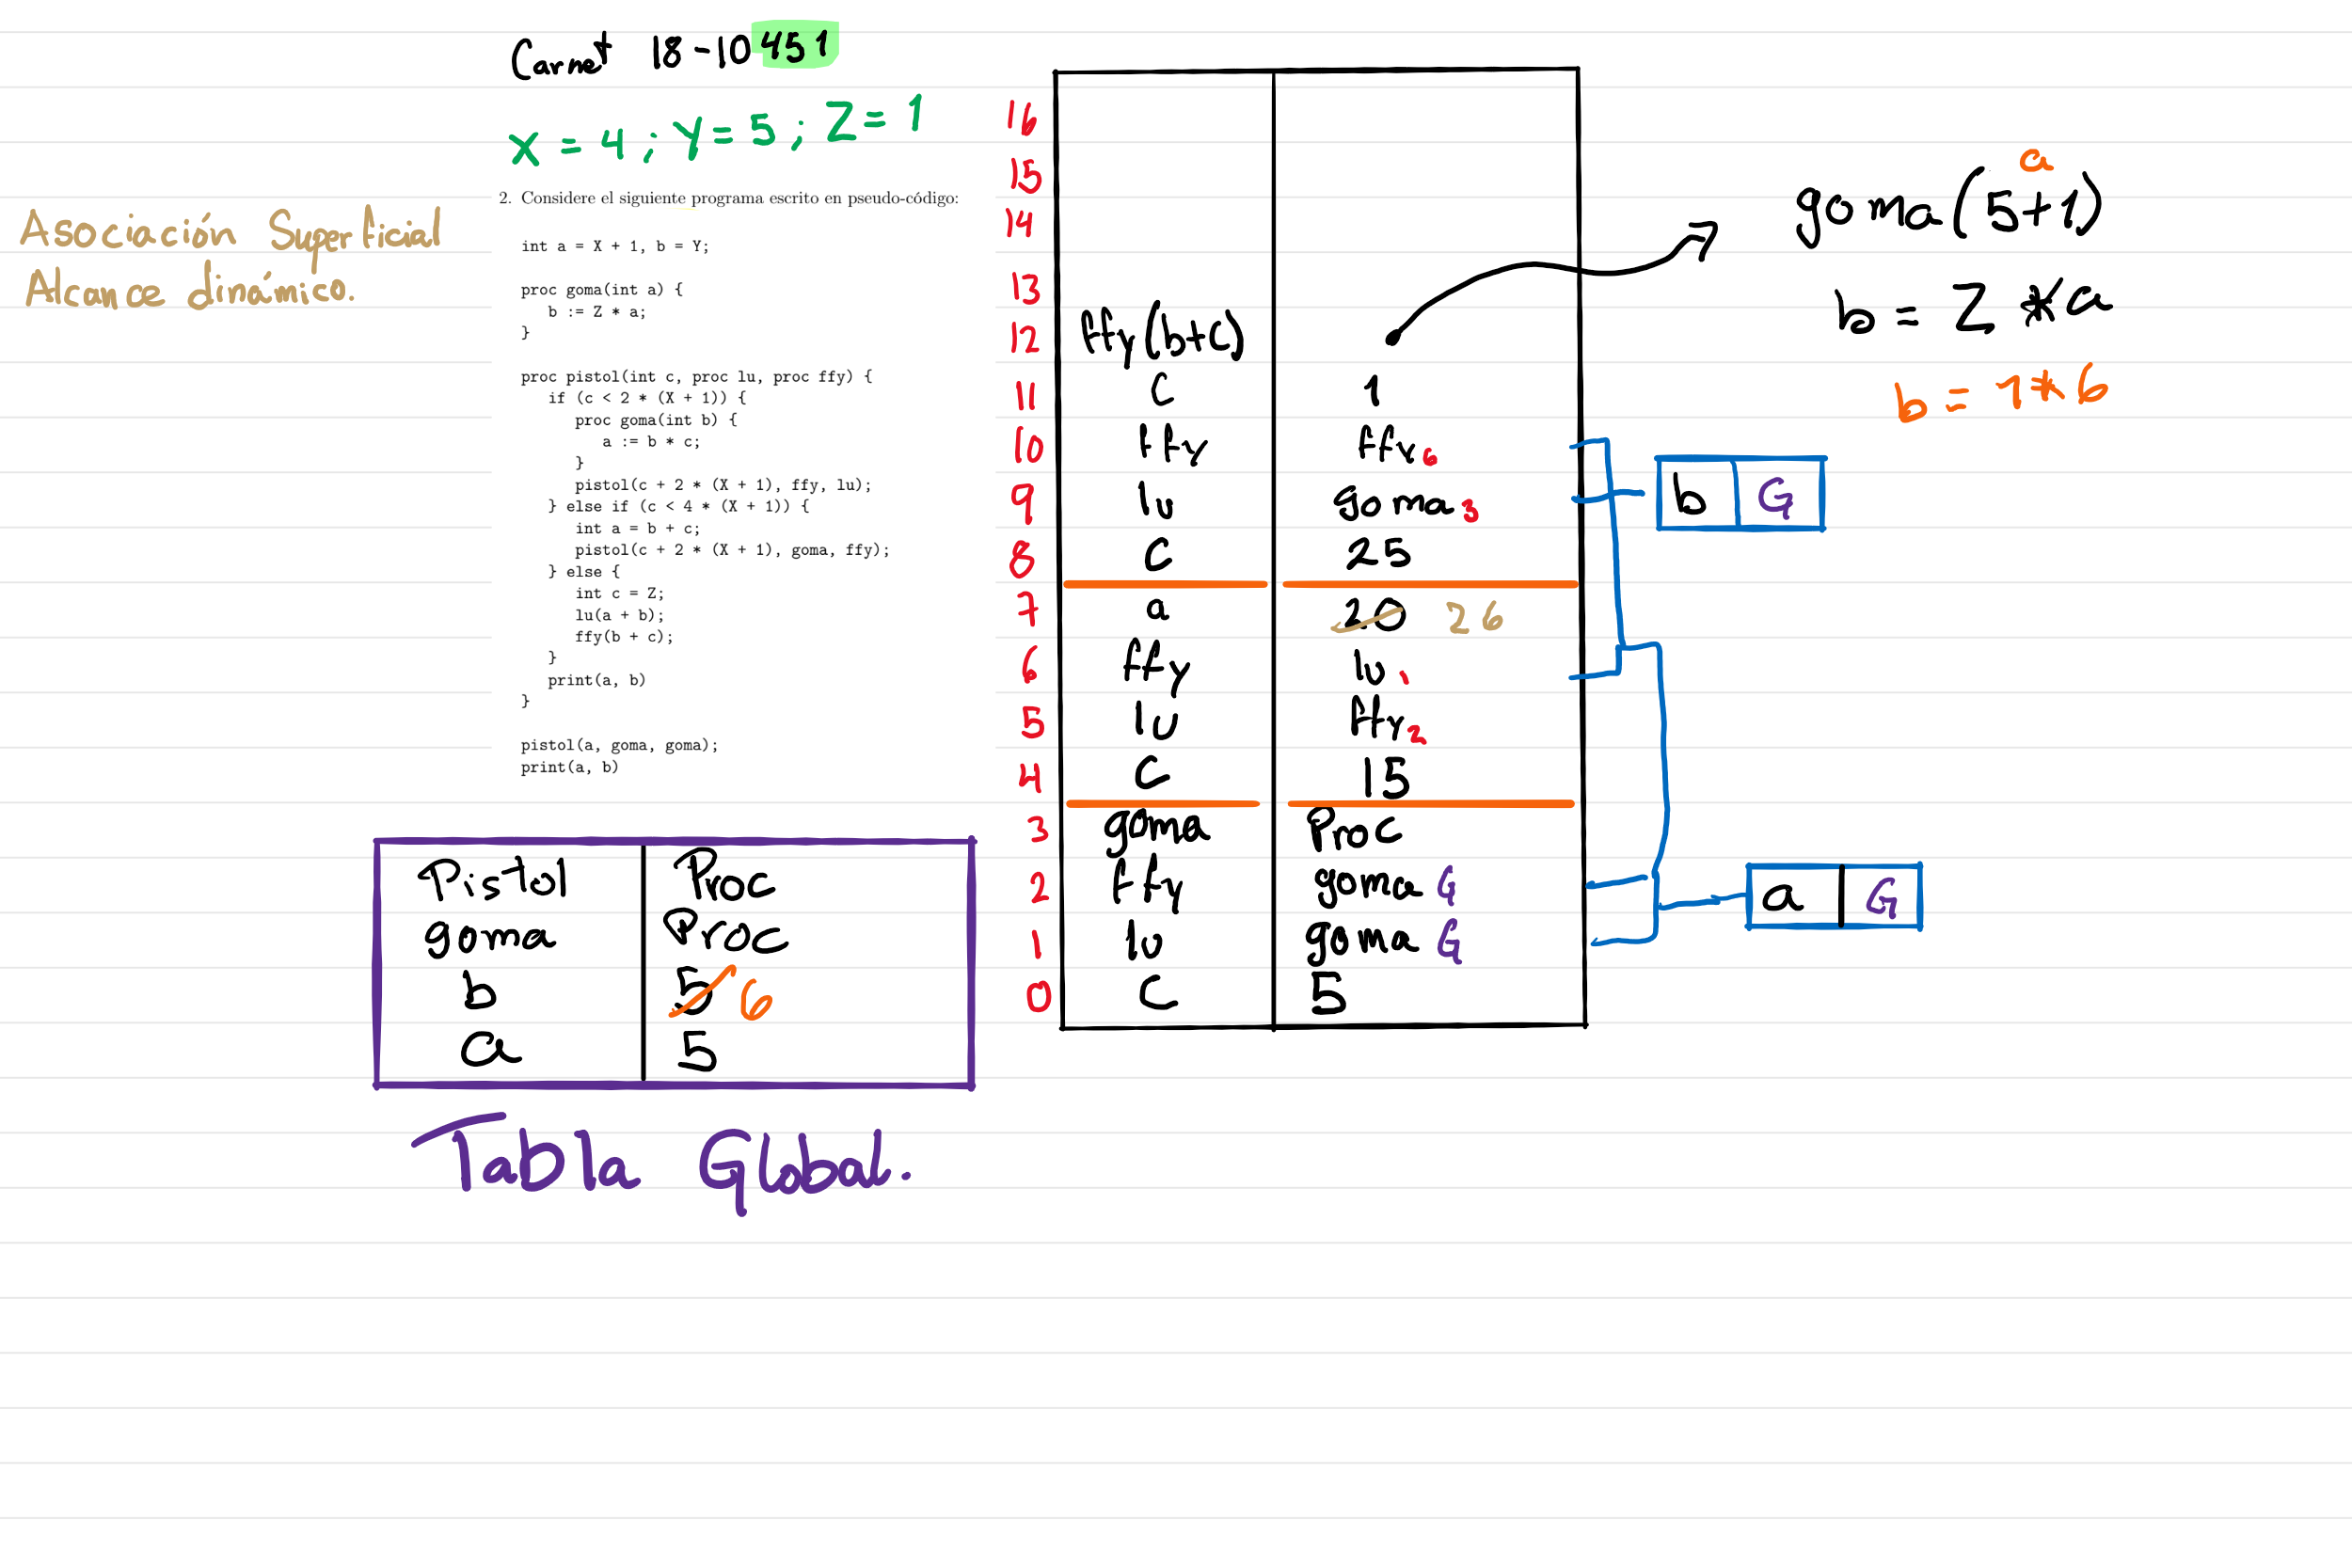 Carnet 18-10451
X = 4 ; Y = 5 ; Z = 1
Asociación Superficial
Alcance dinámico.
2. Considere el siguiente programa escrito en pseudo-código:
int a = X + 1, b = Y;
proc goma(int a) {
b := Z * a;
}
proc pistol(int c, proc lu, proc ffy) {
if (c < 2 * (X + 1)) {
proc goma(int b) {
a := b * c;
}
pistol(c + 2 * (X + 1), ffy, lu);
} else if (c < 4 * (X + 1)) {
int a = b + c;
pistol(c + 2 * (X + 1), goma, ffy);
} else {
int c = Z;
lu(a + b);
ffy(b + c);
}
print(a, b)
}
pistol(a, goma, goma);
print(a, b)
Pistol Proc
goma Proc
b 5 6
a 5
Tabla Global.
16
15
14
13
12 ffy(b+c)
11 c 1
10 ffy ffy 6
9 lu goma 3
8 c 25
7 a 20 26
6 ffy lu 1
5 lu ffy 2
4 c 15
3 goma Proc
2 ffy goma G
1 lu goma G
0 c 5
a
goma(5+1)
b = Z * a
b = 1 * 6
b G
a G